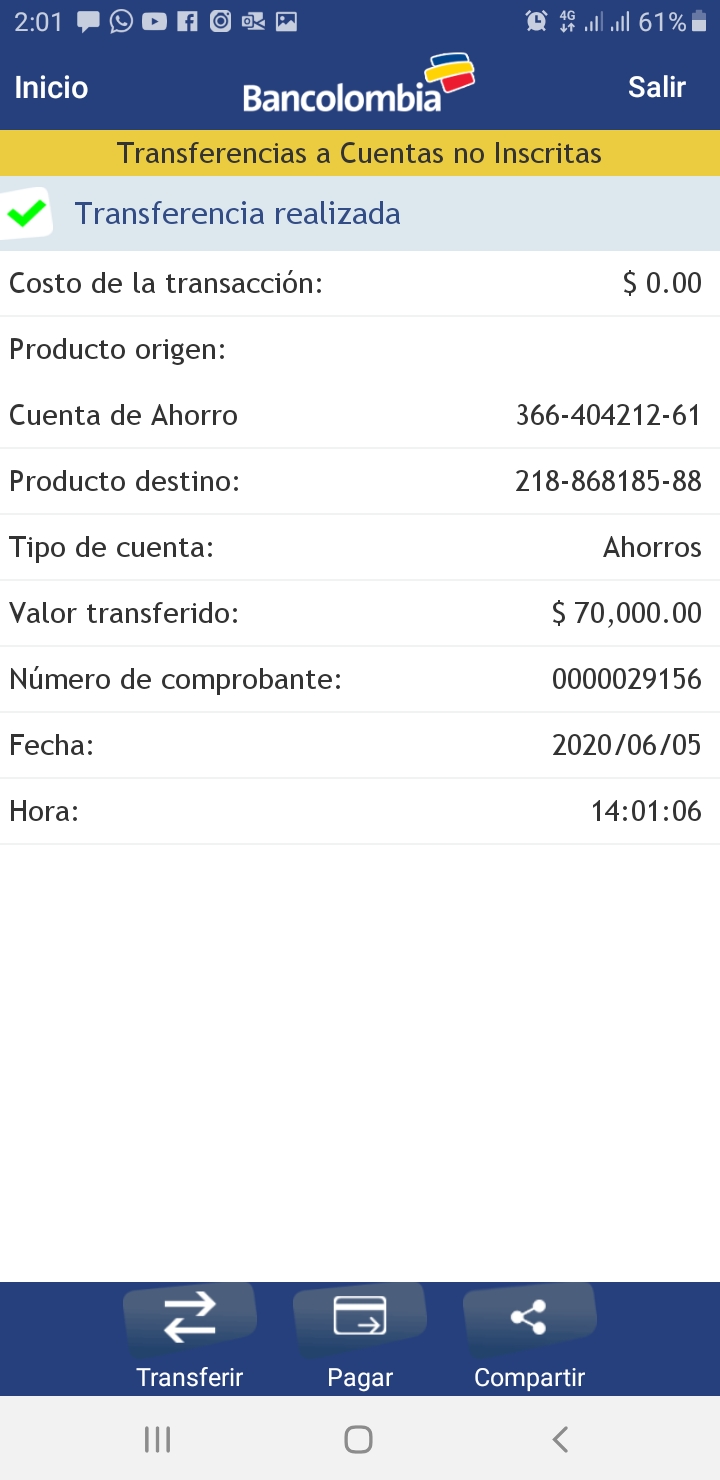 2:01 4G 61%
Inicio Bancolombia Salir
Transferencias a Cuentas no Inscritas
Transferencia realizada
Costo de la transacción: $ 0.00
Producto origen:
Cuenta de Ahorro 366-404212-61
Producto destino: 218-868185-88
Tipo de cuenta: Ahorros
Valor transferido: $ 70,000.00
Número de comprobante: 0000029156
Fecha: 2020/06/05
Hora: 14:01:06
Transferir Pagar Compartir